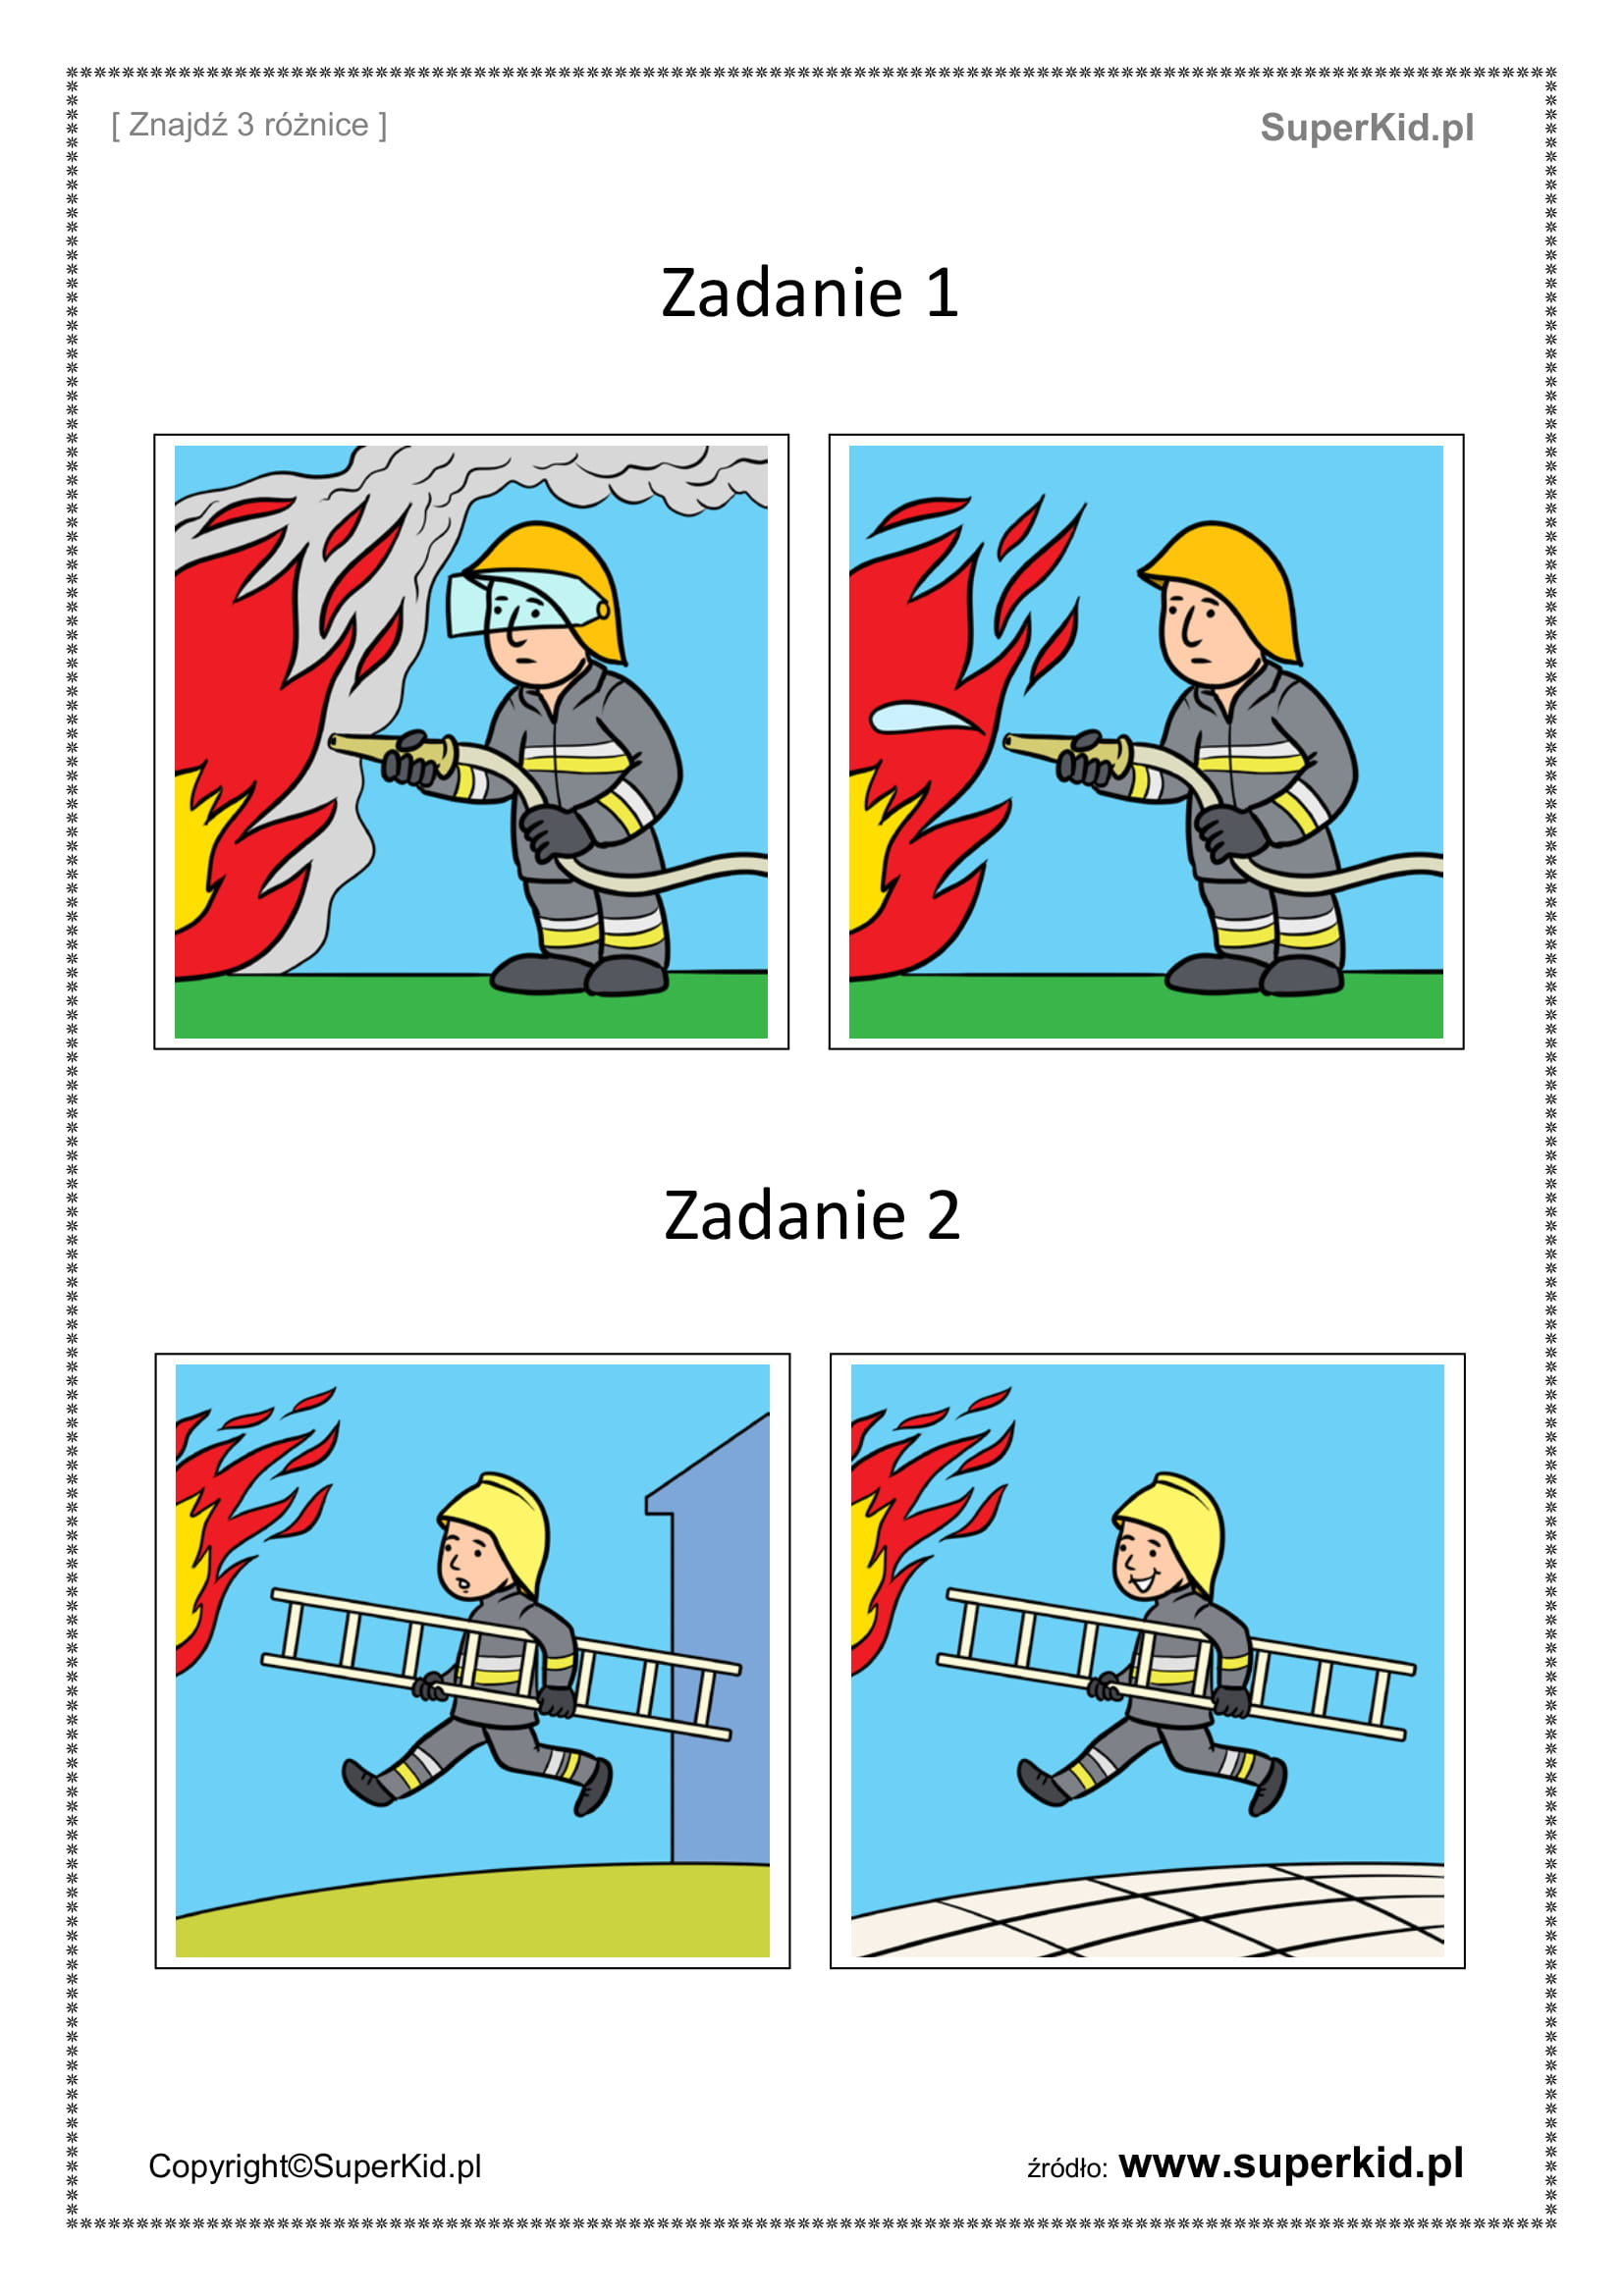 [ Znajdź 3 różnice ]
SuperKid.pl
Zadanie 1
Zadanie 2
Copyright©SuperKid.pl
źródło: www.superkid.pl